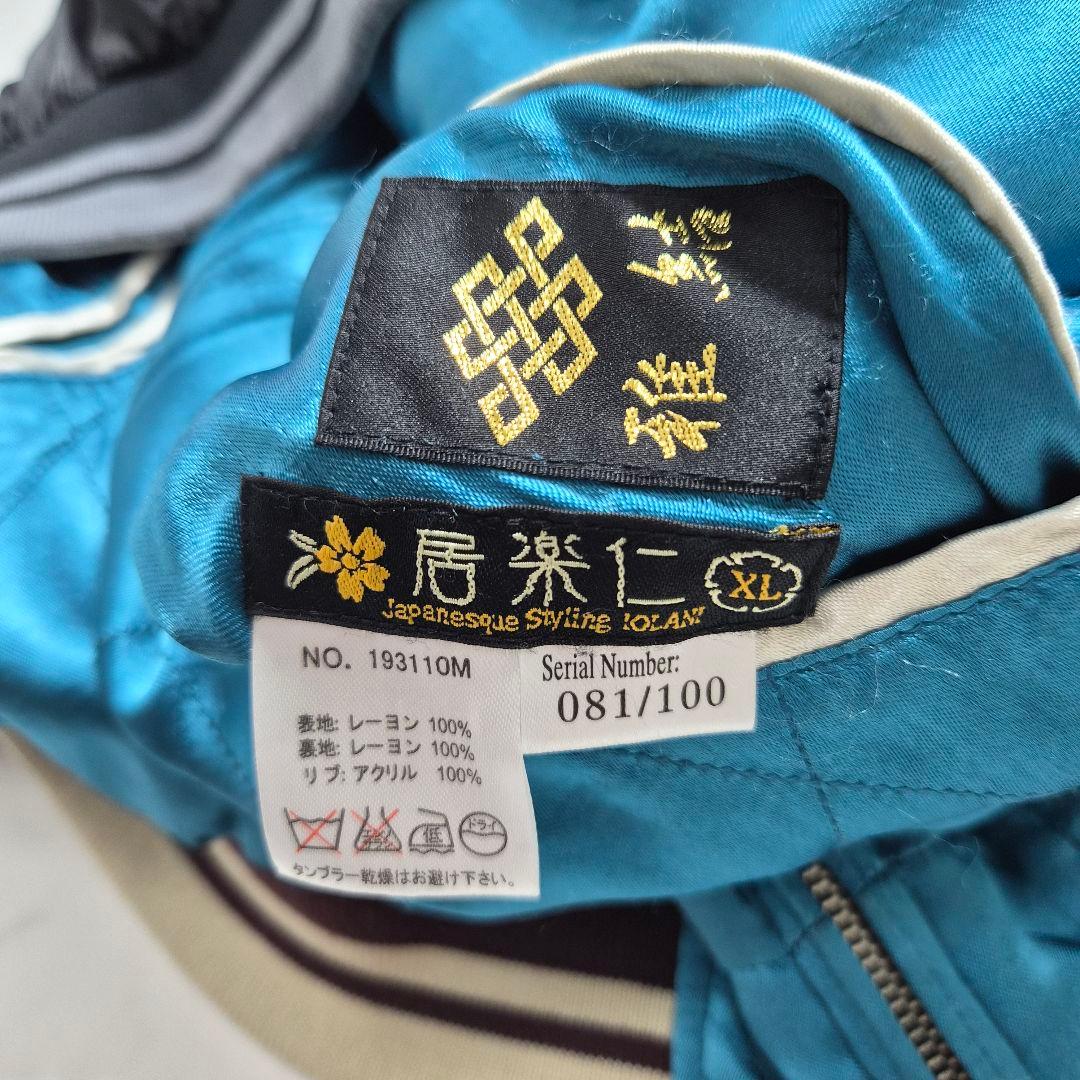 雅
居楽仁
XL
Japanesque Styling IOLANI
NO. 193110M
表地: レーヨン 100%
裏地: レーヨン 100%
リブ: アクリル 100%
低
ドライ
タンブラー乾燥はお避け下さい。
Serial Number:
081/100